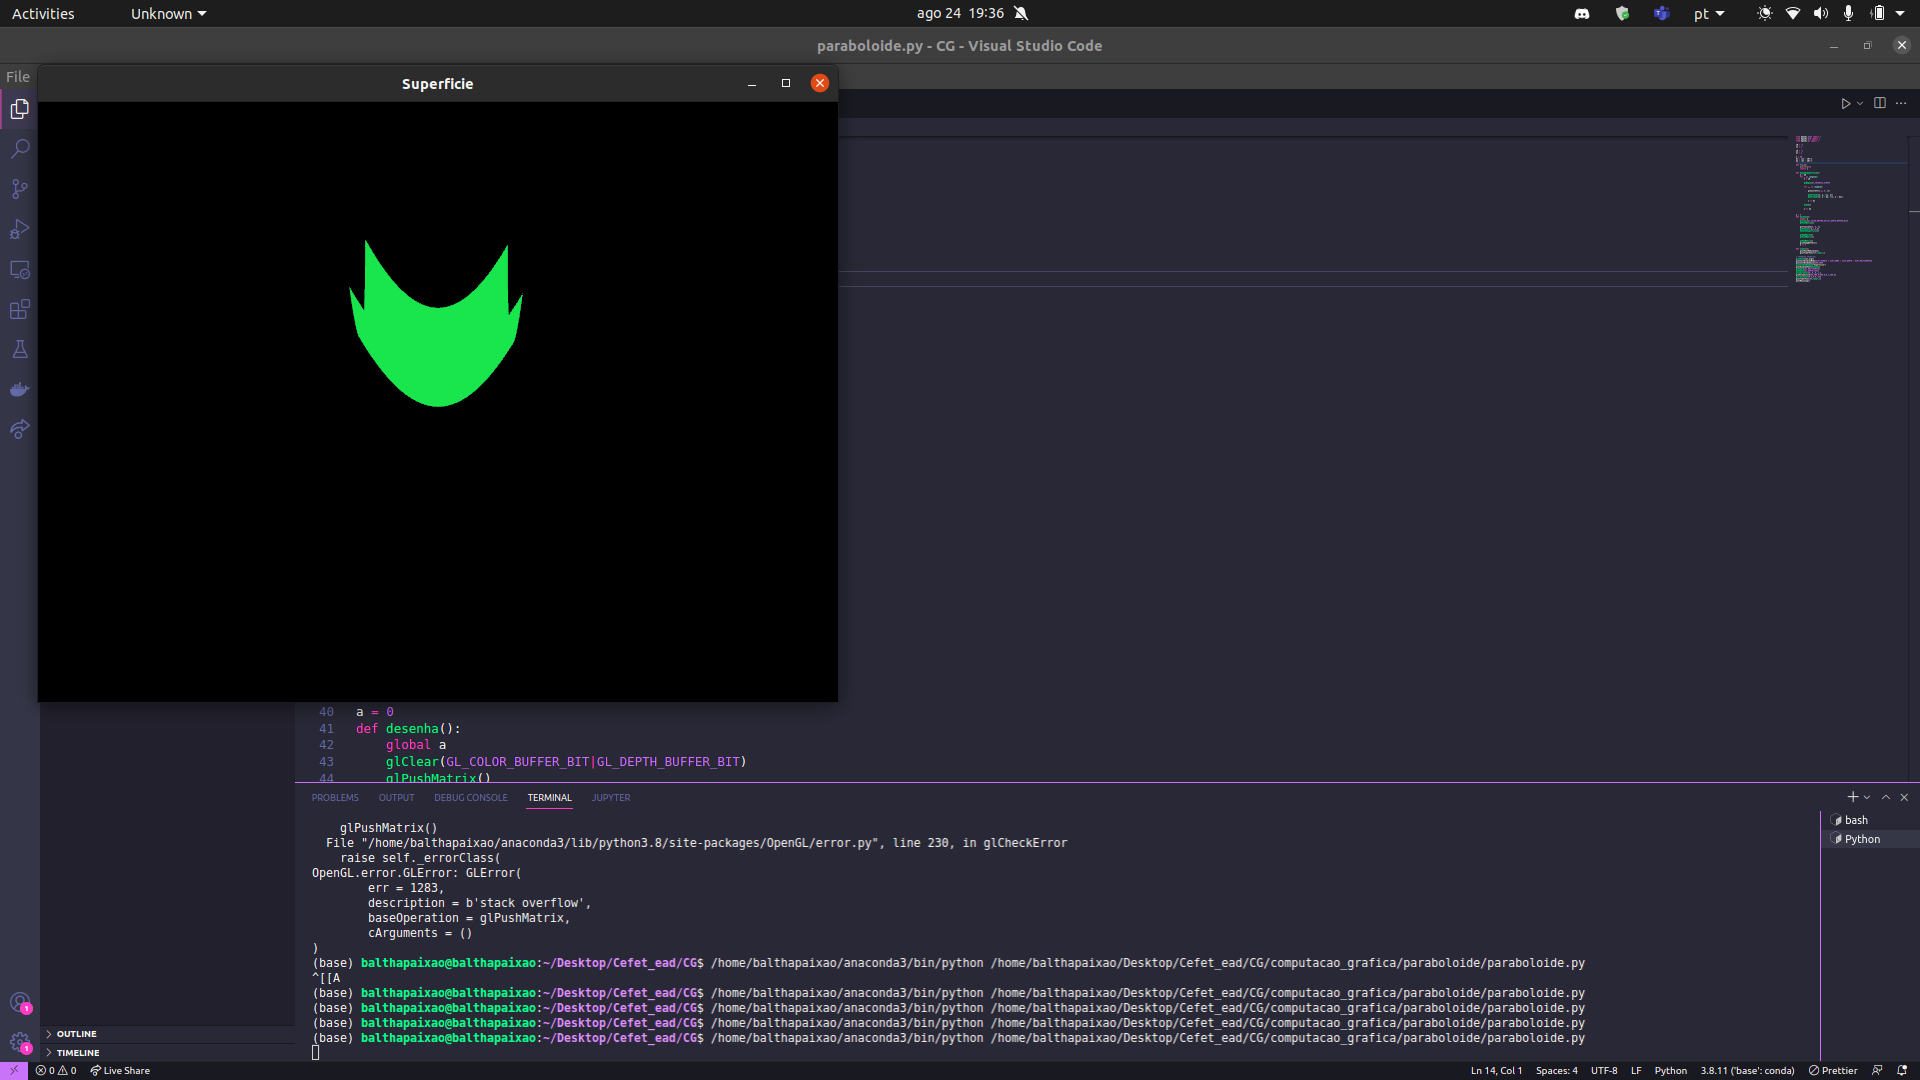 Activities
Unknown
ago 24 19:36
pt
paraboloide.py - CG - Visual Studio Code
File
Superficie
40 a = 0
41 def desenha():
42 global a
43 glClear(GL_COLOR_BUFFER_BIT|GL_DEPTH_BUFFER_BIT)
44 glPushMatrix()
PROBLEMS OUTPUT DEBUG CONSOLE TERMINAL JUPYTER
glPushMatrix()
File "/home/balthapaixao/anaconda3/lib/python3.8/site-packages/OpenGL/error.py", line 230, in glCheckError
raise self._errorClass(
OpenGL.error.GLError: GLError(
err = 1283,
description = b'stack overflow',
baseOperation = glPushMatrix,
cArguments = ()
)
(base) balthapaixao@balthapaixao:~/Desktop/Cefet_ead/CG$ /home/balthapaixao/anaconda3/bin/python /home/balthapaixao/Desktop/Cefet_ead/CG/computacao_grafica/paraboloide/paraboloide.py
^[[A
(base) balthapaixao@balthapaixao:~/Desktop/Cefet_ead/CG$ /home/balthapaixao/anaconda3/bin/python /home/balthapaixao/Desktop/Cefet_ead/CG/computacao_grafica/paraboloide/paraboloide.py
(base) balthapaixao@balthapaixao:~/Desktop/Cefet_ead/CG$ /home/balthapaixao/anaconda3/bin/python /home/balthapaixao/Desktop/Cefet_ead/CG/computacao_grafica/paraboloide/paraboloide.py
(base) balthapaixao@balthapaixao:~/Desktop/Cefet_ead/CG$ /home/balthapaixao/anaconda3/bin/python /home/balthapaixao/Desktop/Cefet_ead/CG/computacao_grafica/paraboloide/paraboloide.py
(base) balthapaixao@balthapaixao:~/Desktop/Cefet_ead/CG$ /home/balthapaixao/anaconda3/bin/python /home/balthapaixao/Desktop/Cefet_ead/CG/computacao_grafica/paraboloide/paraboloide.py
bash
Python
1
1
OUTLINE
TIMELINE
0 0 Live Share
Ln 14, Col 1 Spaces: 4 UTF-8 LF Python 3.8.11 ('base': conda) Prettier